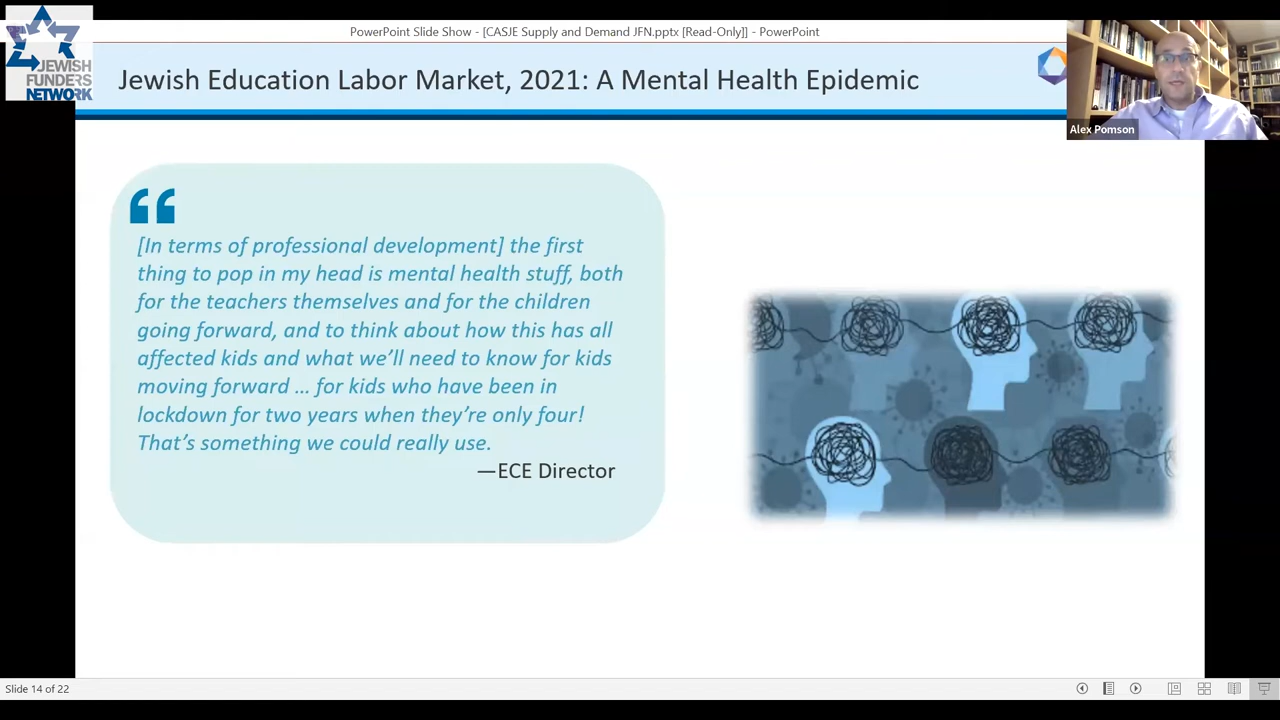 PowerPoint Slide Show - [CASJE Supply and Demand JFN.pptx [Read-Only]] - PowerPoint
JEWISH
FUNDERS
NETWORK
Jewish Education Labor Market, 2021: A Mental Health Epidemic
Alex Pomson
[In terms of professional development] the first
thing to pop in my head is mental health stuff, both
for the teachers themselves and for the children
going forward, and to think about how this has all
affected kids and what we’ll need to know for kids
moving forward … for kids who have been in
lockdown for two years when they’re only four!
That’s something we could really use.
—ECE Director
Slide 14 of 22